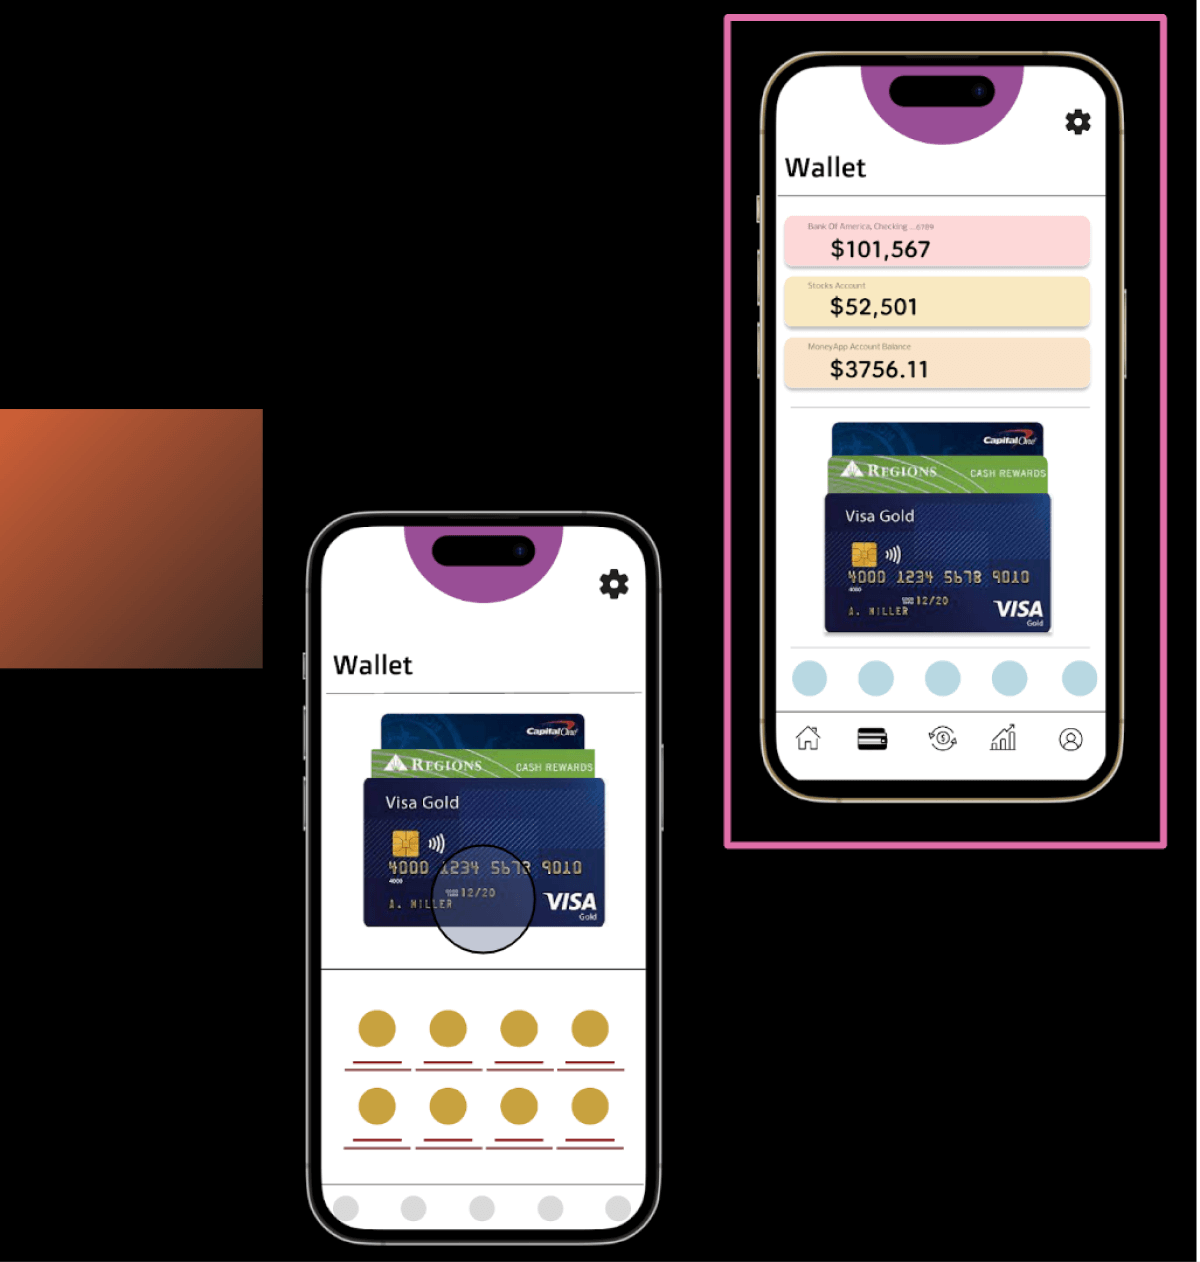 Wallet
Bank Of America, Checking ...6789
$101,567
Stocks Account
$52,501
MoneyApp Account Balance
$3756.11
Capital One
REGIONS CASH REWARDS
Visa Gold
4000 1234 5678 9010
4000
12/20
A. MILLER
VISA
Gold
Wallet
Capital One
REGIONS CASH REWARDS
Visa Gold
4000 1234 5678 9010
4000
12/20
A. MILLER
VISA
Gold